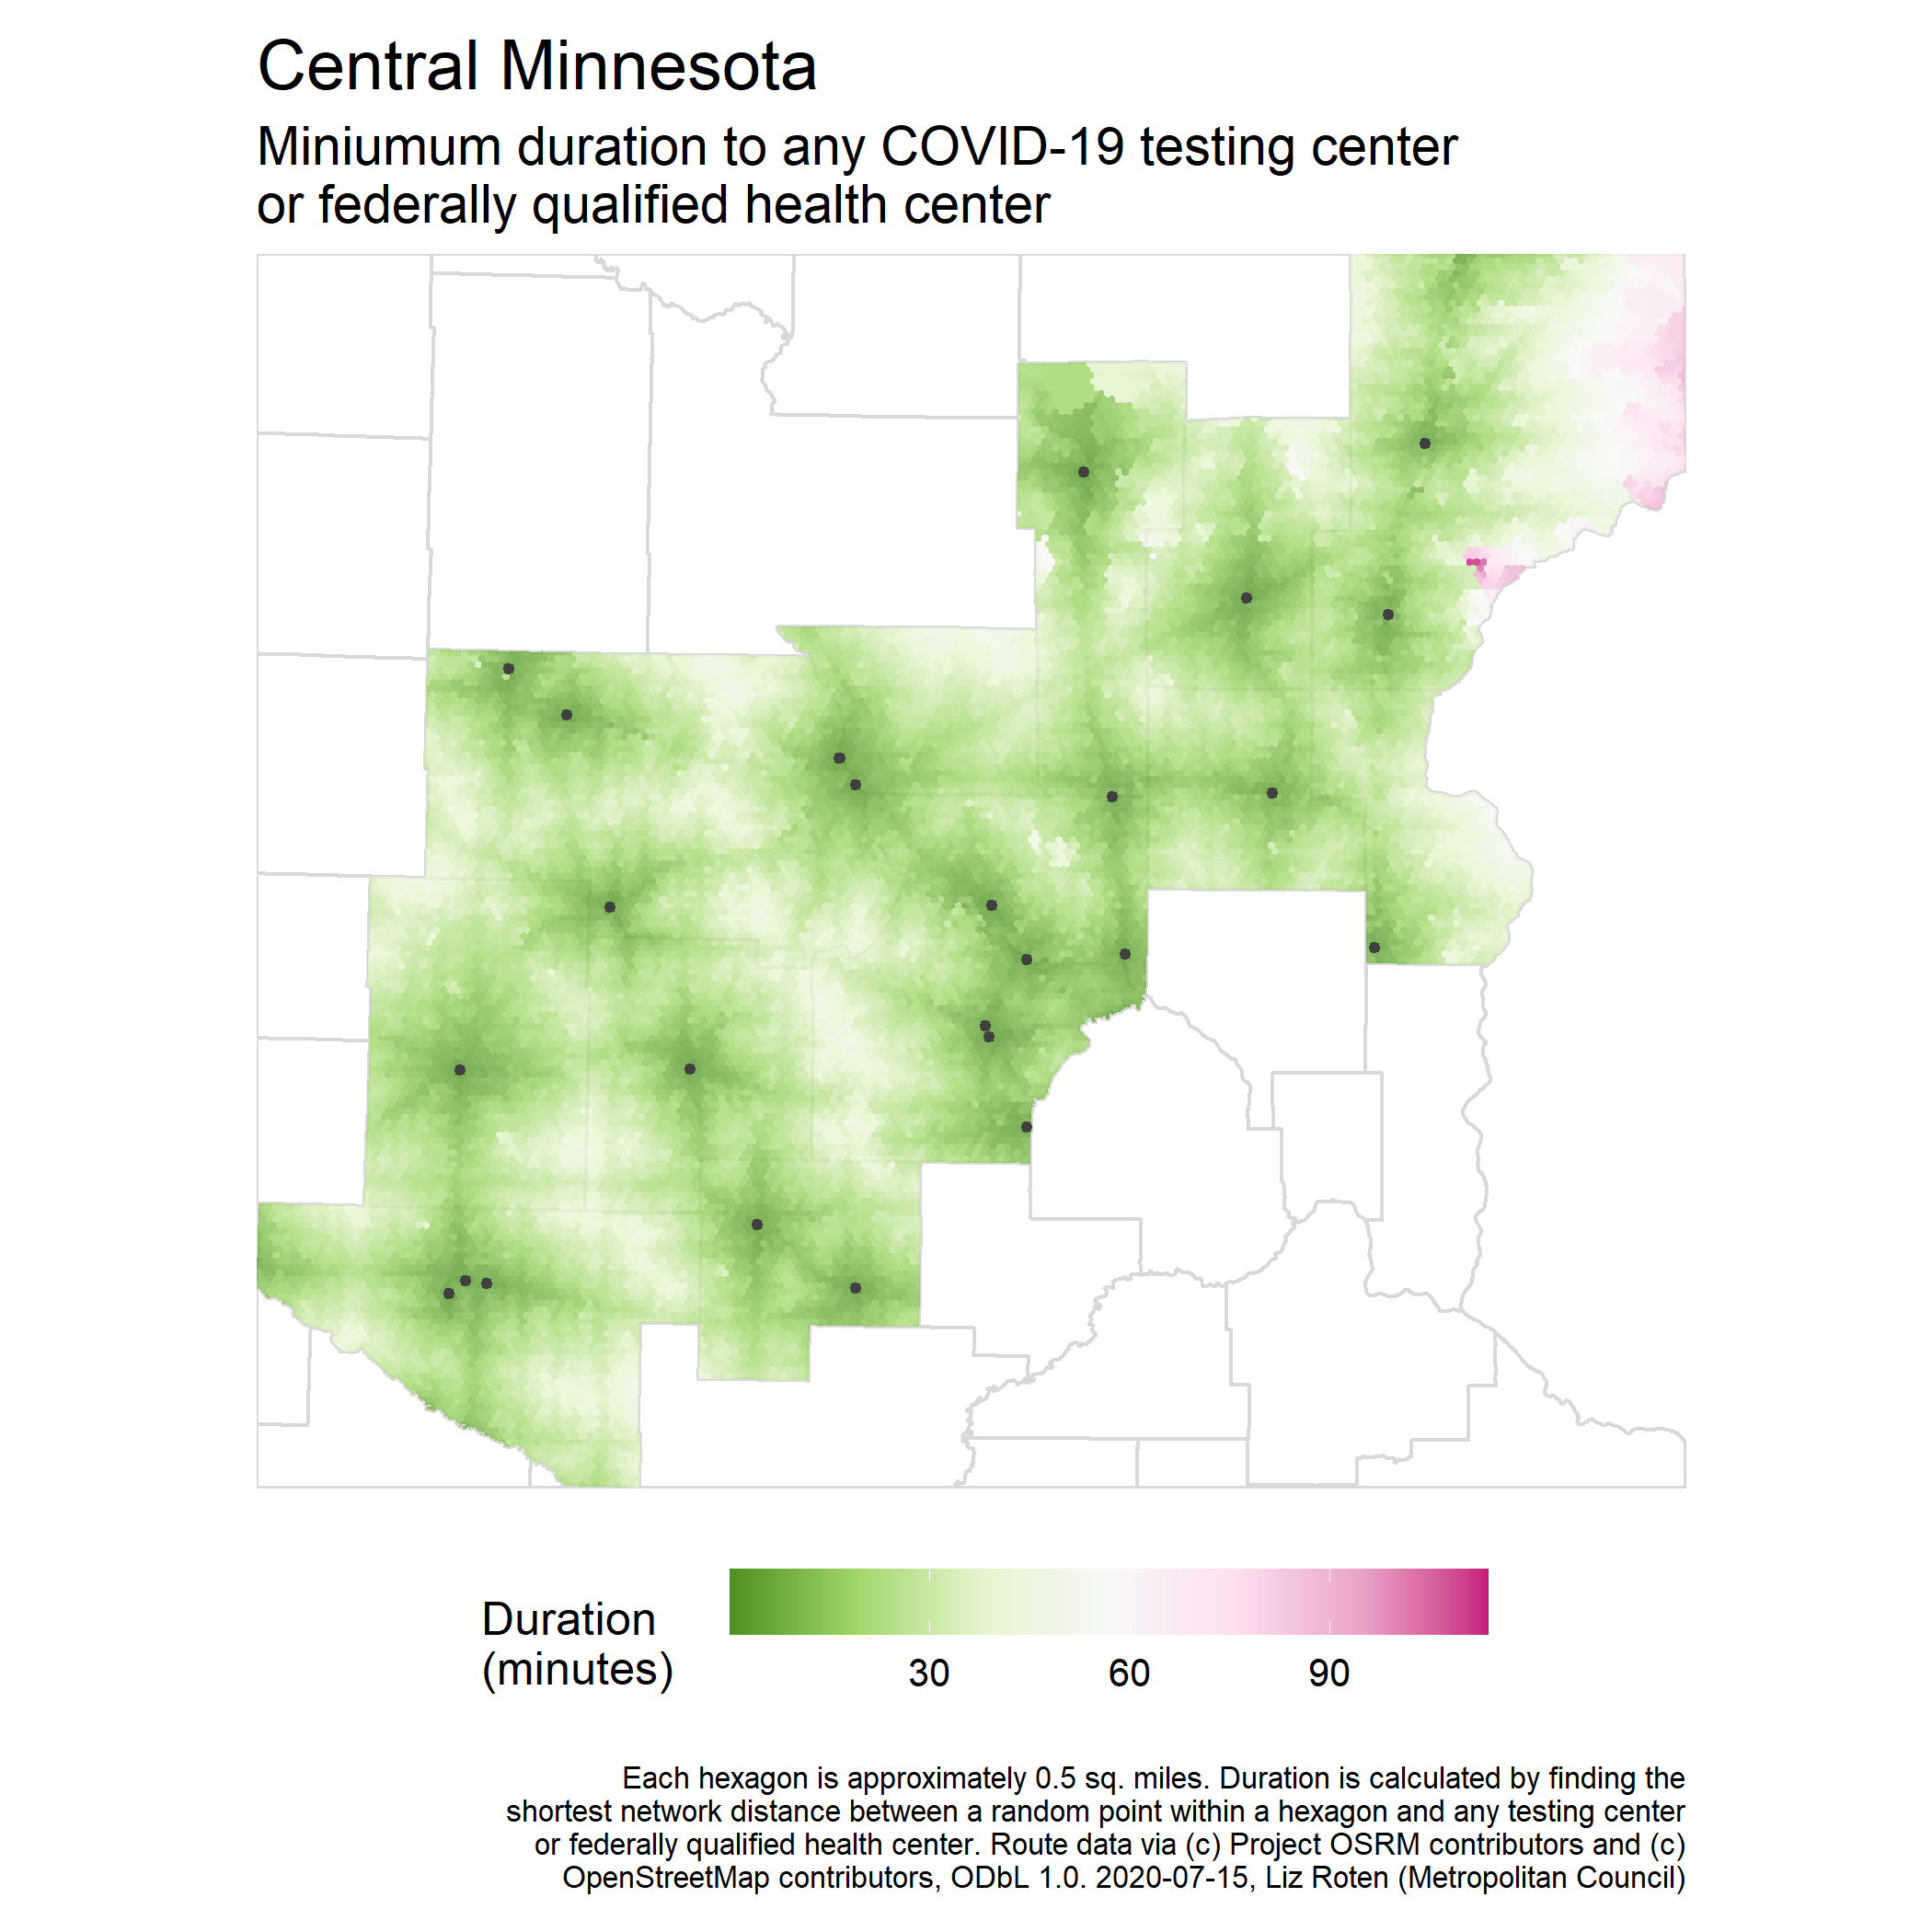 Central Minnesota
Miniumum duration to any COVID-19 testing center
or federally qualified health center
Duration
(minutes)
30 60 90
Each hexagon is approximately 0.5 sq. miles. Duration is calculated by finding the
shortest network distance between a random point within a hexagon and any testing center
or federally qualified health center. Route data via (c) Project OSRM contributors and (c)
OpenStreetMap contributors, ODbL 1.0. 2020-07-15, Liz Roten (Metropolitan Council)